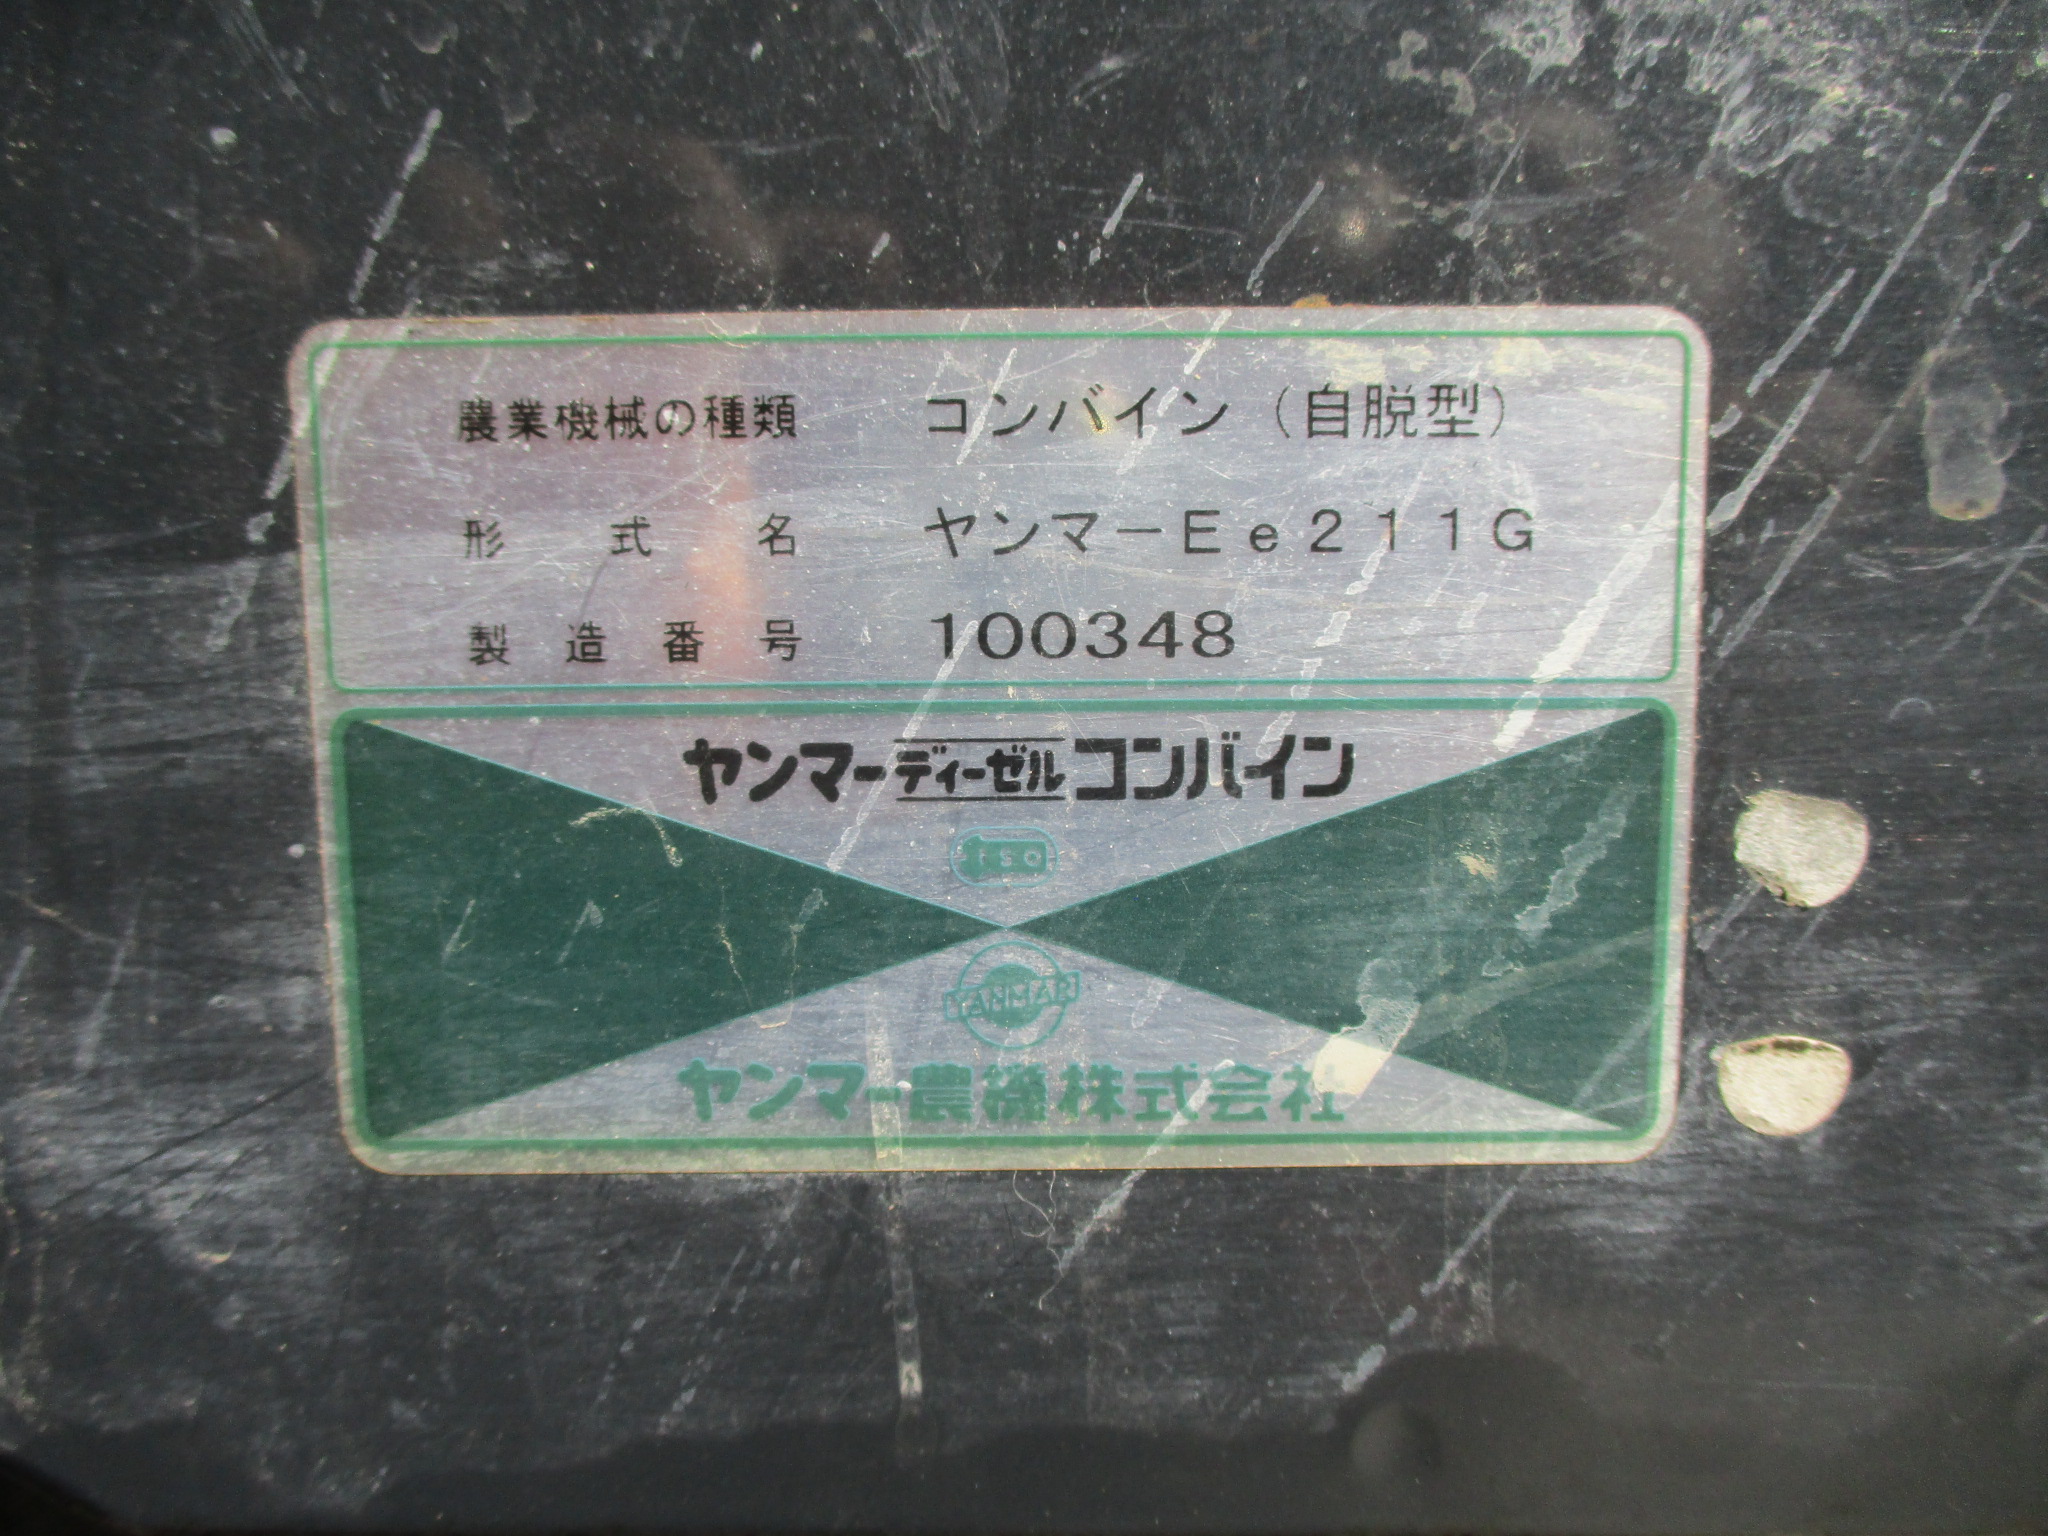 農業機械の種類 コンバイン（自脱型）
形式名 ヤンマーEe211G
製造番号 100348
ヤンマーディーゼルコンバイン
YANMAR
ヤンマー農機株式会社